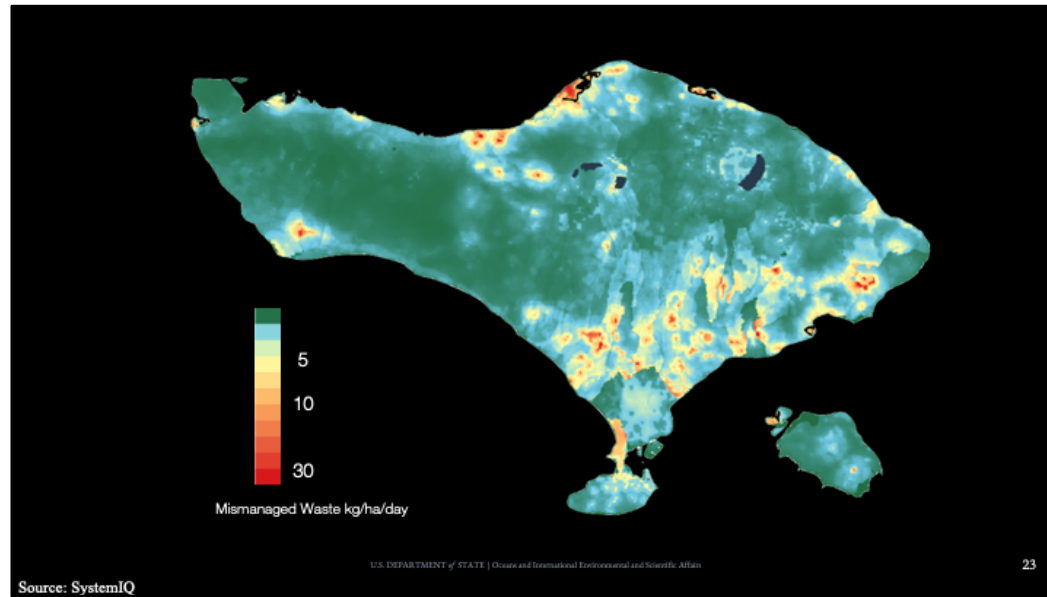 5
10
30
Mismanaged Waste kg/ha/day
U.S. DEPARTMENT of STATE | Oceans and International Environmental and Scientific Affairs
23
Source: SystemIQ